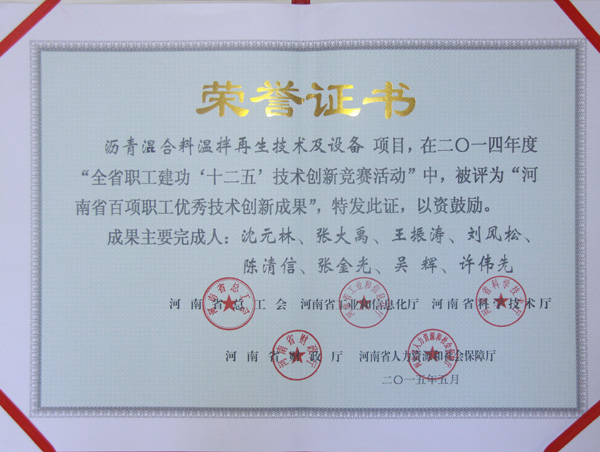 荣誉证书
沥青混合料温拌再生技术及设备 项目，在二〇一四年度
“全省职工建功‘十二五’技术创新竞赛活动”中，被评为“河
南省百项职工优秀技术创新成果”，特发此证，以资鼓励。
成果主要完成人：沈元林、张大禹、王振涛、刘风松、
陈清信、张金光、吴 辉、许伟先
河南省总工会 河南省工业和信息化厅 河南省科学技术厅
河南省财政厅 河南省人力资源和社会保障厅
二〇一五年五月